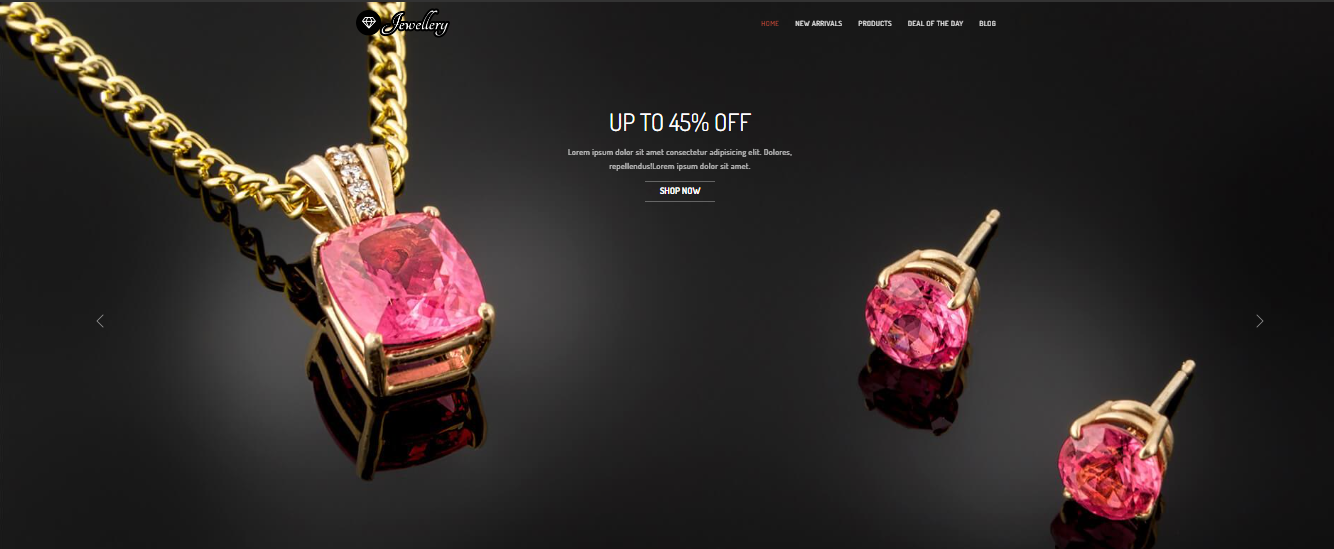 Jewellery
HOME NEW ARRIVALS PRODUCTS DEAL OF THE DAY BLOG
UP TO 45% OFF
Lorem ipsum dolor sit amet consectetur adipisicing elit. Dolores,
repellendus!Lorem ipsum dolor sit amet.
SHOP NOW